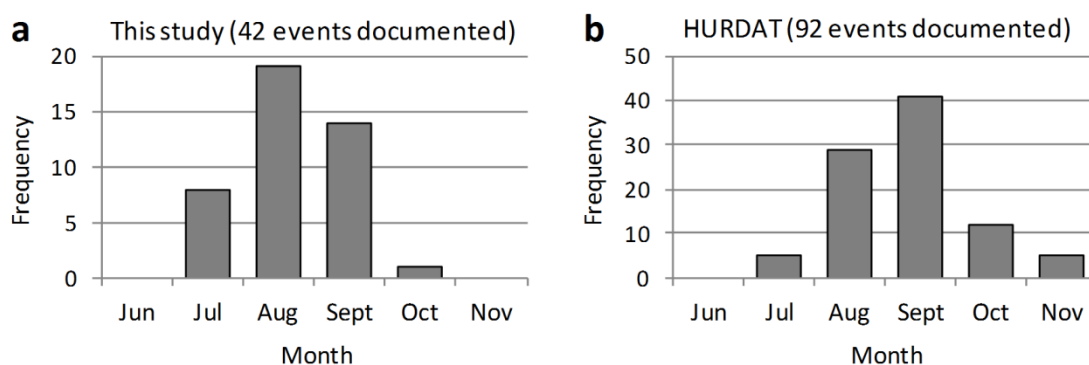 a This study (42 events documented)
20
15
10
5
0
Frequency
Jun Jul Aug Sept Oct Nov
Month
b HURDAT (92 events documented)
50
40
30
20
10
0
Frequency
Jun Jul Aug Sept Oct Nov
Month